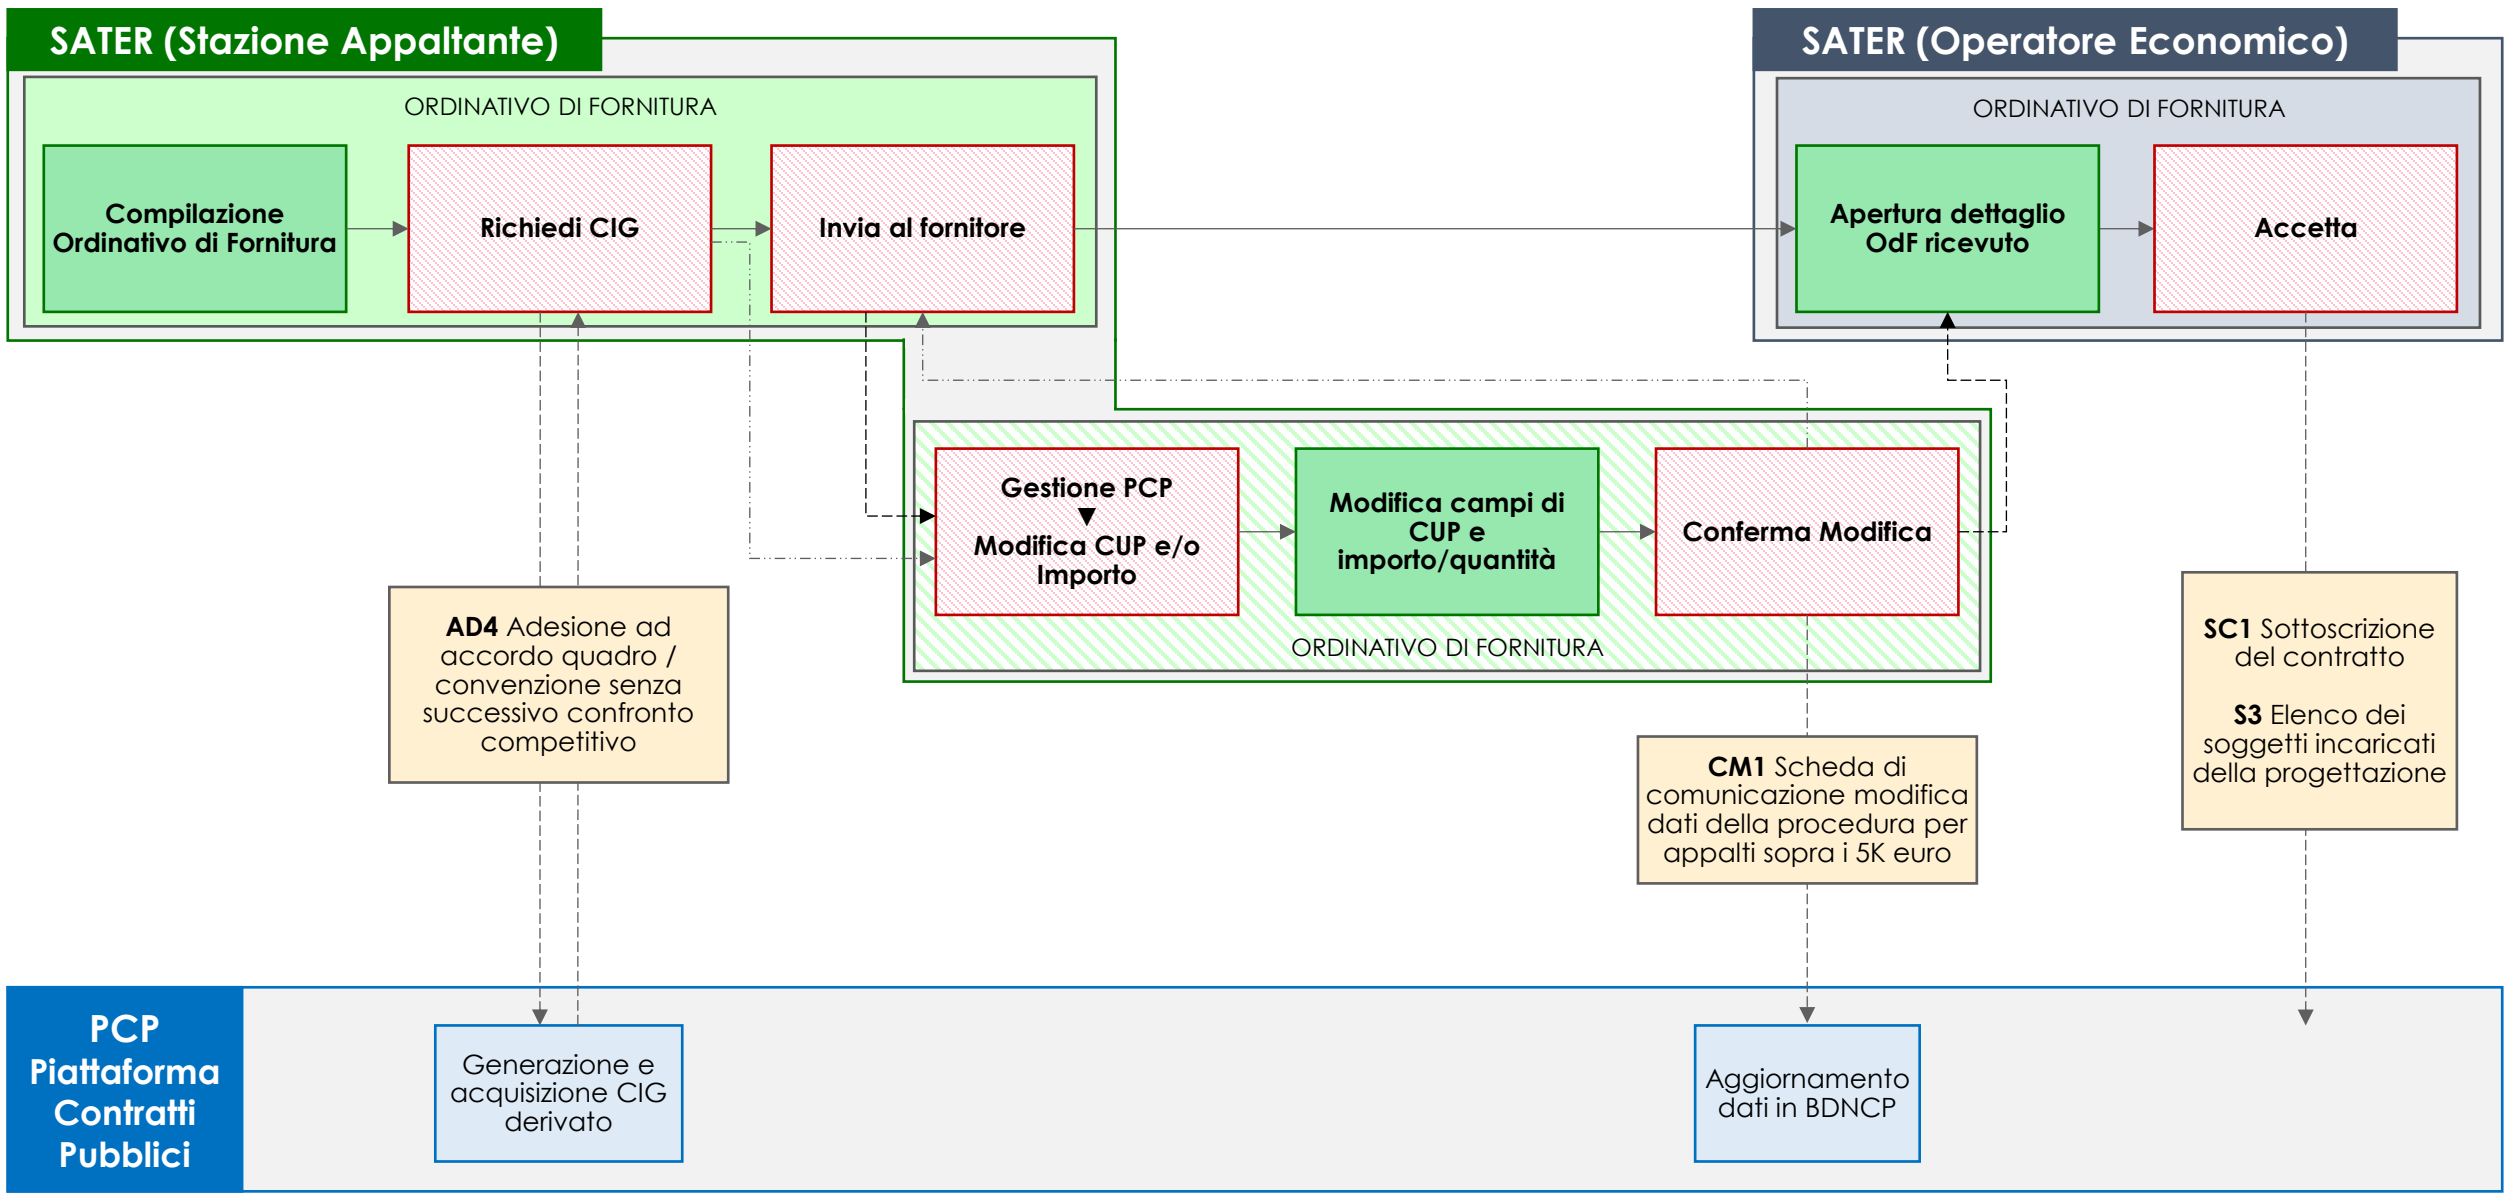 SATER (Stazione Appaltante)
ORDINATIVO DI FORNITURA
Compilazione
Ordinativo di Fornitura
Richiedi CIG
Invia al fornitore
SATER (Operatore Economico)
ORDINATIVO DI FORNITURA
Apertura dettaglio
OdF ricevuto
Accetta
Gestione PCP
▼
Modifica CUP e/o
Importo
Modifica campi di
CUP e
importo/quantità
Conferma Modifica
ORDINATIVO DI FORNITURA
AD4 Adesione ad
accordo quadro /
convenzione senza
successivo confronto
competitivo
CM1 Scheda di
comunicazione modifica
dati della procedura per
appalti sopra i 5K euro
SC1 Sottoscrizione
del contratto
S3 Elenco dei
soggetti incaricati
della progettazione
PCP
Piattaforma
Contratti
Pubblici
Generazione e
acquisizione CIG
derivato
Aggiornamento
dati in BDNCP